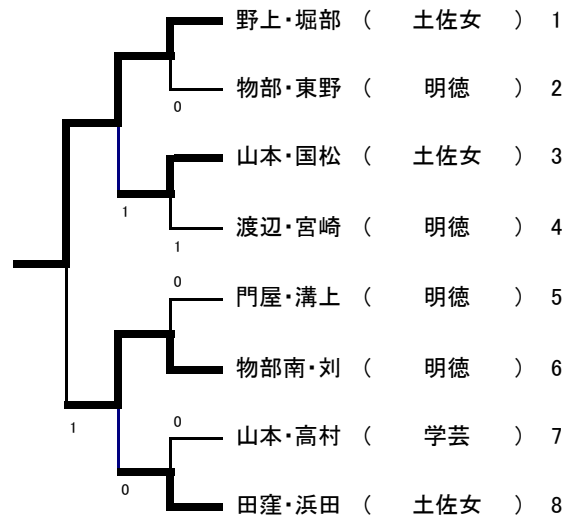 野上・堀部 （ 土佐女 ） 1
物部・東野 （ 明徳 ） 2
0
山本・国松 （ 土佐女 ） 3
1
渡辺・宮崎 （ 明徳 ） 4
1
0
門屋・溝上 （ 明徳 ） 5
物部南・刘 （ 明徳 ） 6
0
1
山本・高村 （ 学芸 ） 7
0
田窪・浜田 （ 土佐女 ） 8